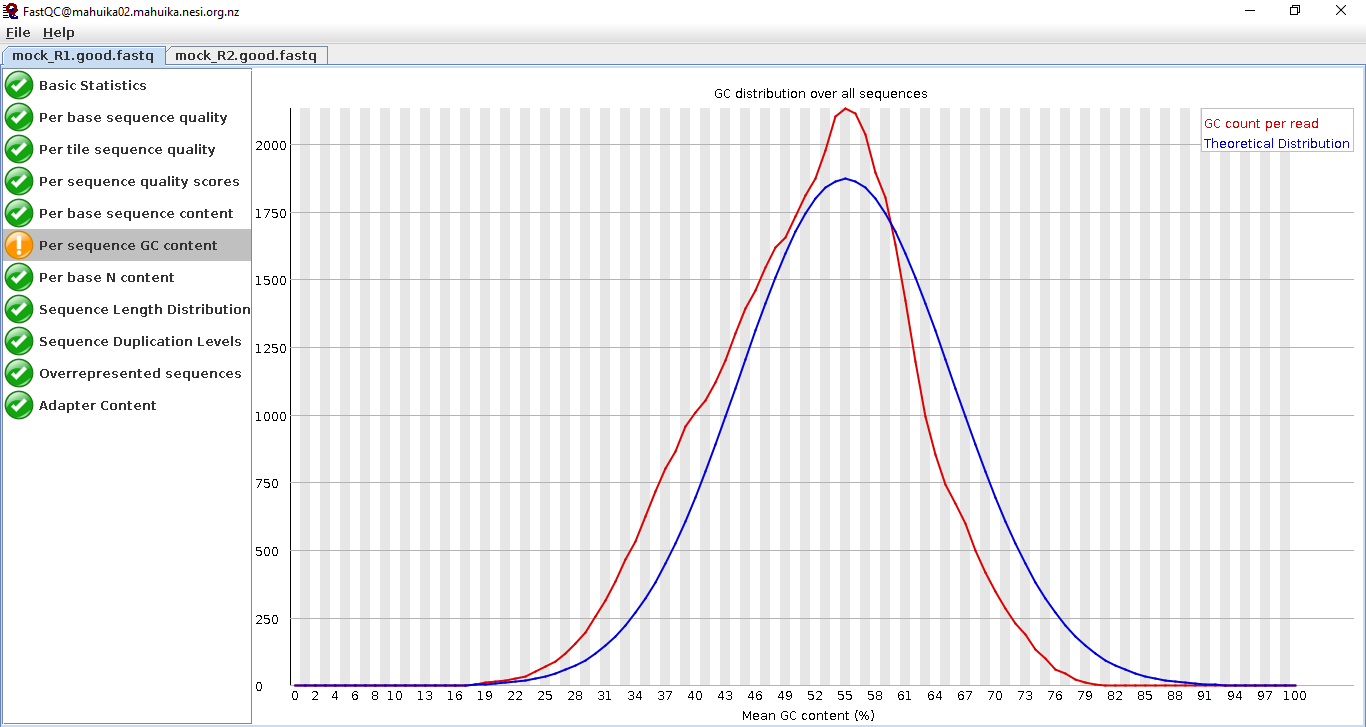 FastQC@mahuika02.mahuika.nesi.org.nz
File Help
mock_R1.good.fastq mock_R2.good.fastq
Basic Statistics
Per base sequence quality
Per tile sequence quality
Per sequence quality scores
Per base sequence content
Per sequence GC content
Per base N content
Sequence Length Distribution
Sequence Duplication Levels
Overrepresented sequences
Adapter Content
GC distribution over all sequences
GC count per read
Theoretical Distribution
2000
1750
1500
1250
1000
750
500
250
0
0 2 4 6 8 10 13 16 19 22 25 28 31 34 37 40 43 46 49 52 55 58 61 64 67 70 73 76 79 82 85 88 91 94 97 100
Mean GC content (%)